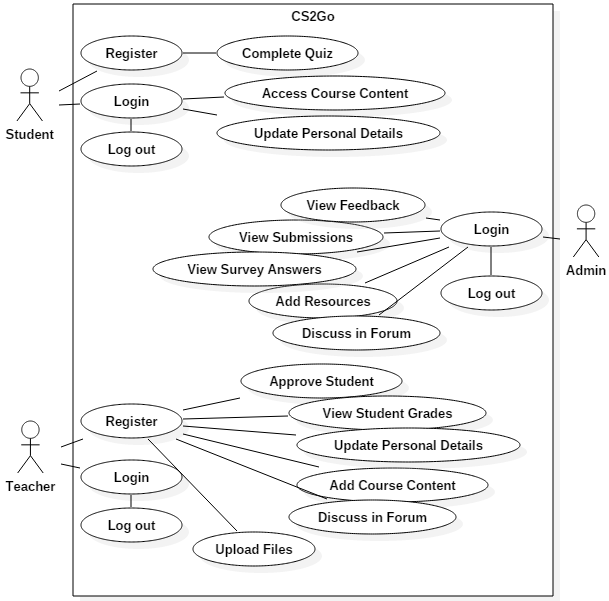 CS2Go
Register
Complete Quiz
Login
Access Course Content
Student
Update Personal Details
Log out
View Feedback
Login
View Submissions
View Survey Answers
Admin
Log out
Add Resources
Discuss in Forum
Approve Student
View Student Grades
Register
Update Personal Details
Teacher
Login
Add Course Content
Discuss in Forum
Log out
Upload Files